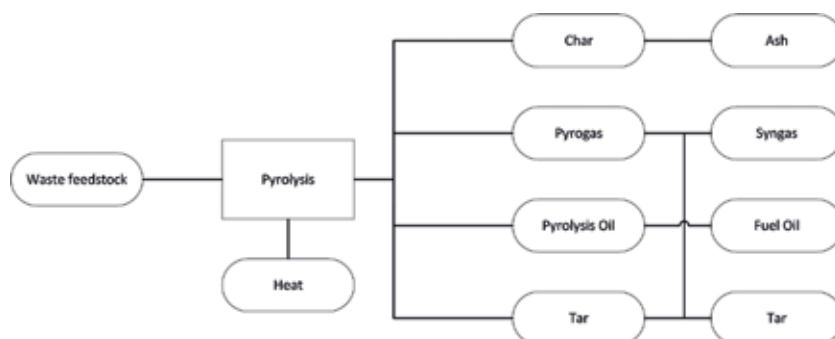 Char
Ash
Pyrogas
Syngas
Waste feedstock
Pyrolysis
Pyrolysis Oil
Fuel Oil
Heat
Tar
Tar